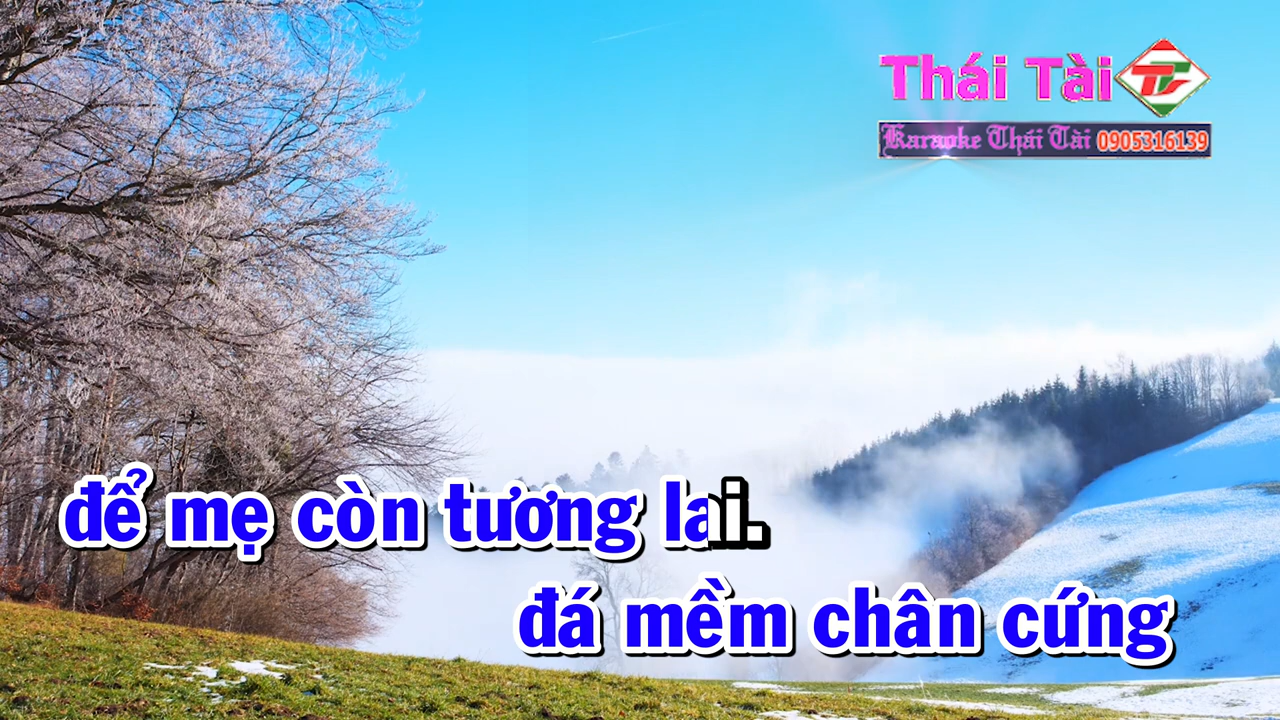 Thái Tài
Karaoke Thái Tài 0905316139
để mẹ còn tương lai.
đá mềm chân cứng